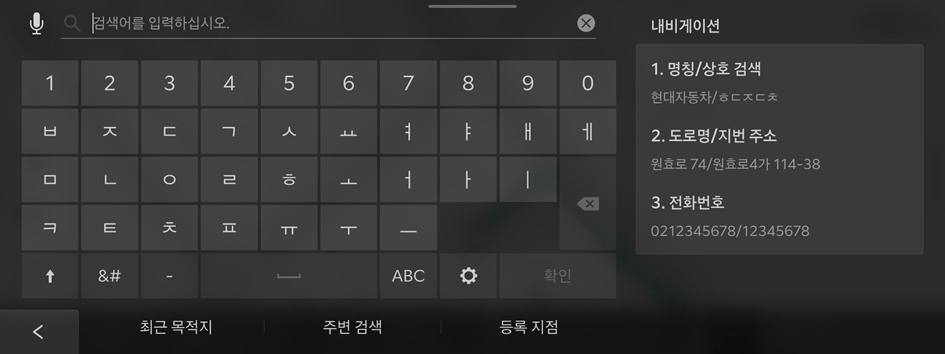 검색어를 입력하십시오.
1 2 3 4 5 6 7 8 9 0
ㅂ ㅈ ㄷ ㄱ ㅅ ㅛ ㅕ ㅑ ㅐ ㅔ
ㅁ ㄴ ㅇ ㄹ ㅎ ㅗ ㅓ ㅏ ㅣ
ㅋ ㅌ ㅊ ㅍ ㅠ ㅜ ㅡ
&# - ABC 확인
내비게이션
1. 명칭/상호 검색
현대자동차/ㅎㄷㅈㄷㅊ
2. 도로명/지번 주소
원효로 74/원효로4가 114-38
3. 전화번호
0212345678/12345678
최근 목적지 주변 검색 등록 지점